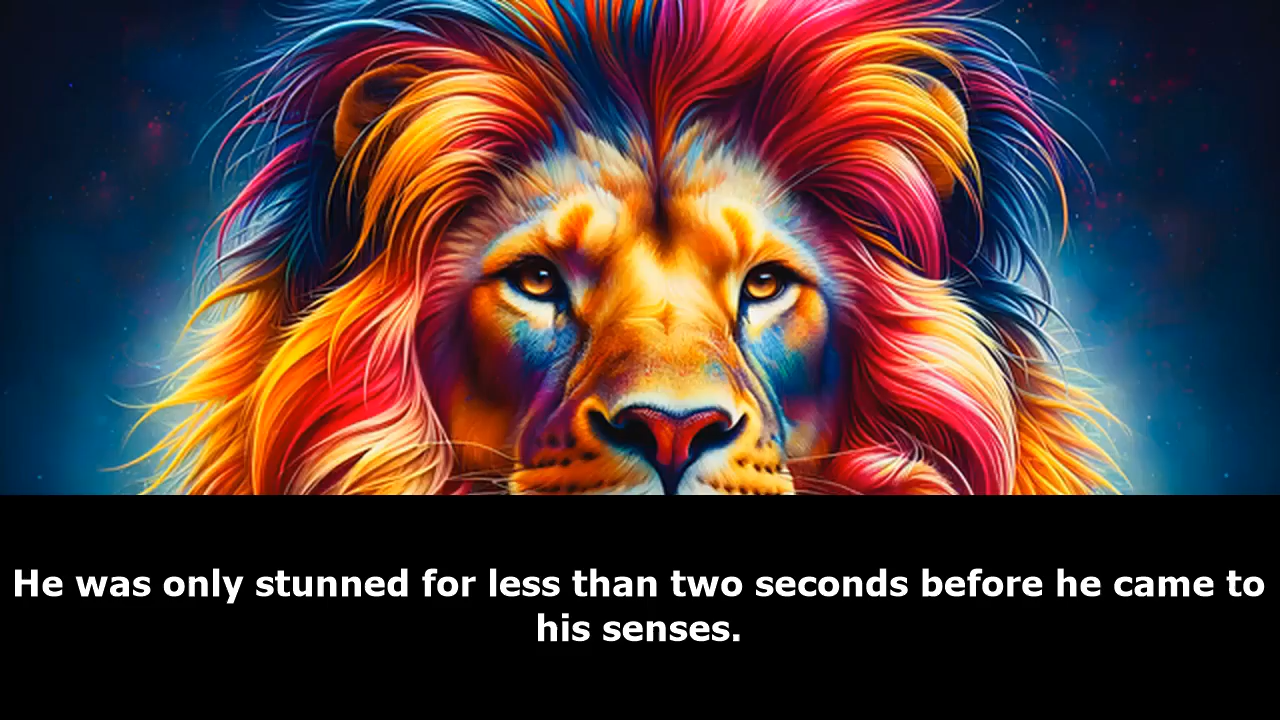 He was only stunned for less than two seconds before he came to
his senses.